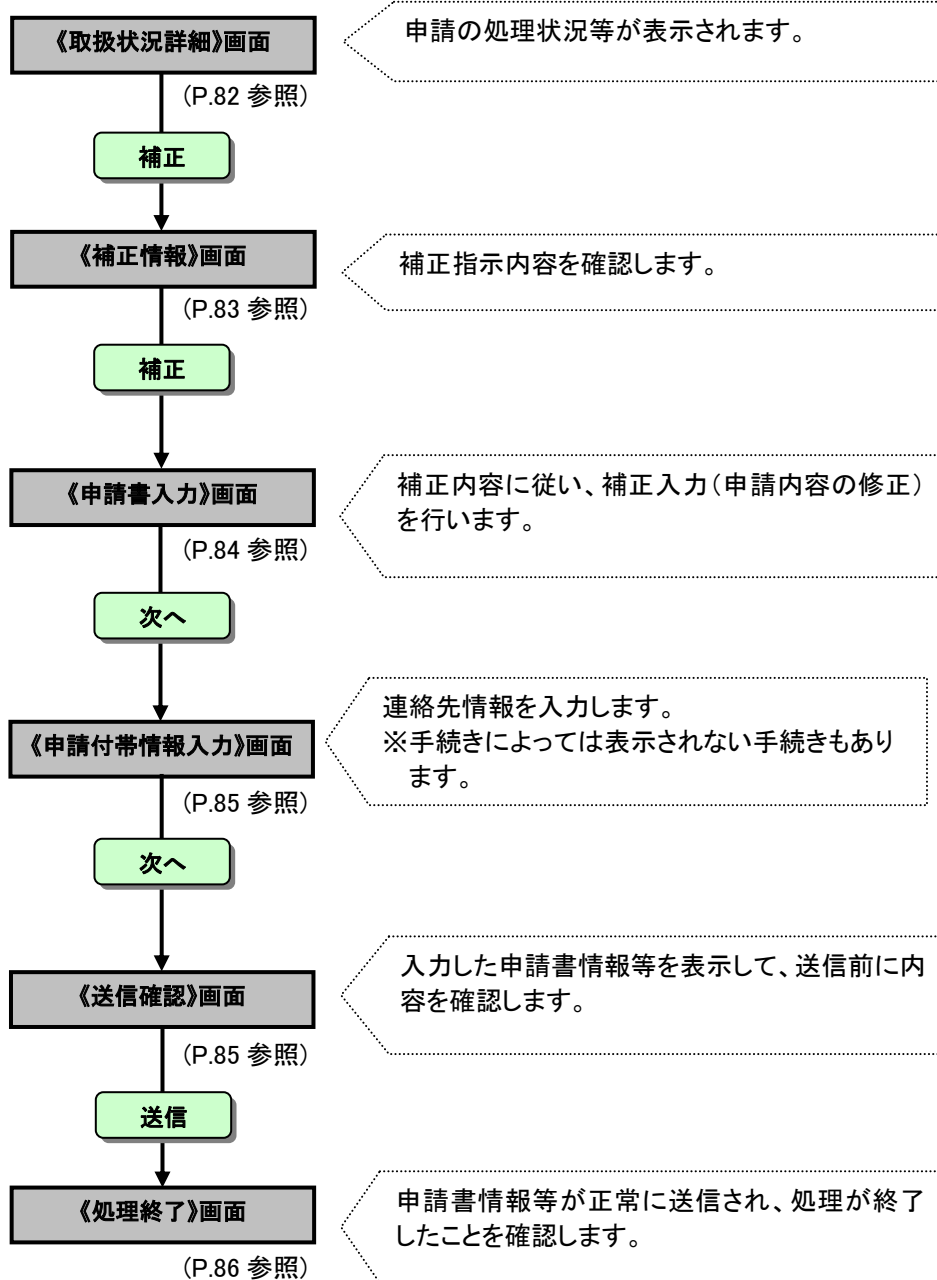 《取扱状況詳細》画面
申請の処理状況等が表示されます。
(P.82 参照)
補正
《補正情報》画面
補正指示内容を確認します。
(P.83 参照)
補正
《申請書入力》画面
補正内容に従い、補正入力(申請内容の修正)
を行います。
(P.84 参照)
次へ
《申請付帯情報入力》画面
連絡先情報を入力します。
※手続きによっては表示されない手続きもあり
ます。
(P.85 参照)
次へ
《送信確認》画面
入力した申請書情報等を表示して、送信前に内
容を確認します。
(P.85 参照)
送信
《処理終了》画面
申請書情報等が正常に送信され、処理が終了
したことを確認します。
(P.86 参照)